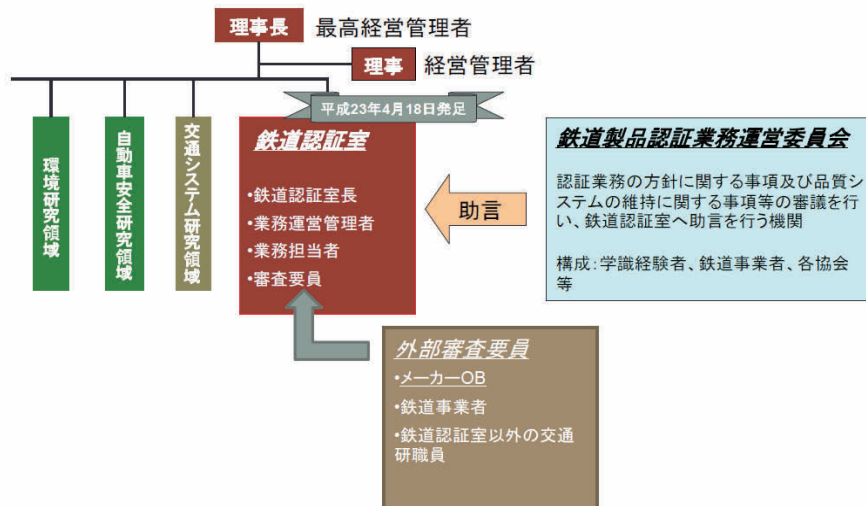 理事長 最高経営管理者
理事 経営管理者
平成23年4月18日発足
環境研究領域
自動車安全研究領域
交通システム研究領域
鉄道認証室
•鉄道認証室長
•業務運営管理者
•業務担当者
•審査要員
助言
鉄道製品認証業務運営委員会
認証業務の方針に関する事項及び品質シ
ステムの維持に関する事項等の審議を行
い、鉄道認証室へ助言を行う機関
構成：学識経験者、鉄道事業者、各協会
等
外部審査要員
•メーカーOB
•鉄道事業者
•鉄道認証室以外の交通
研職員